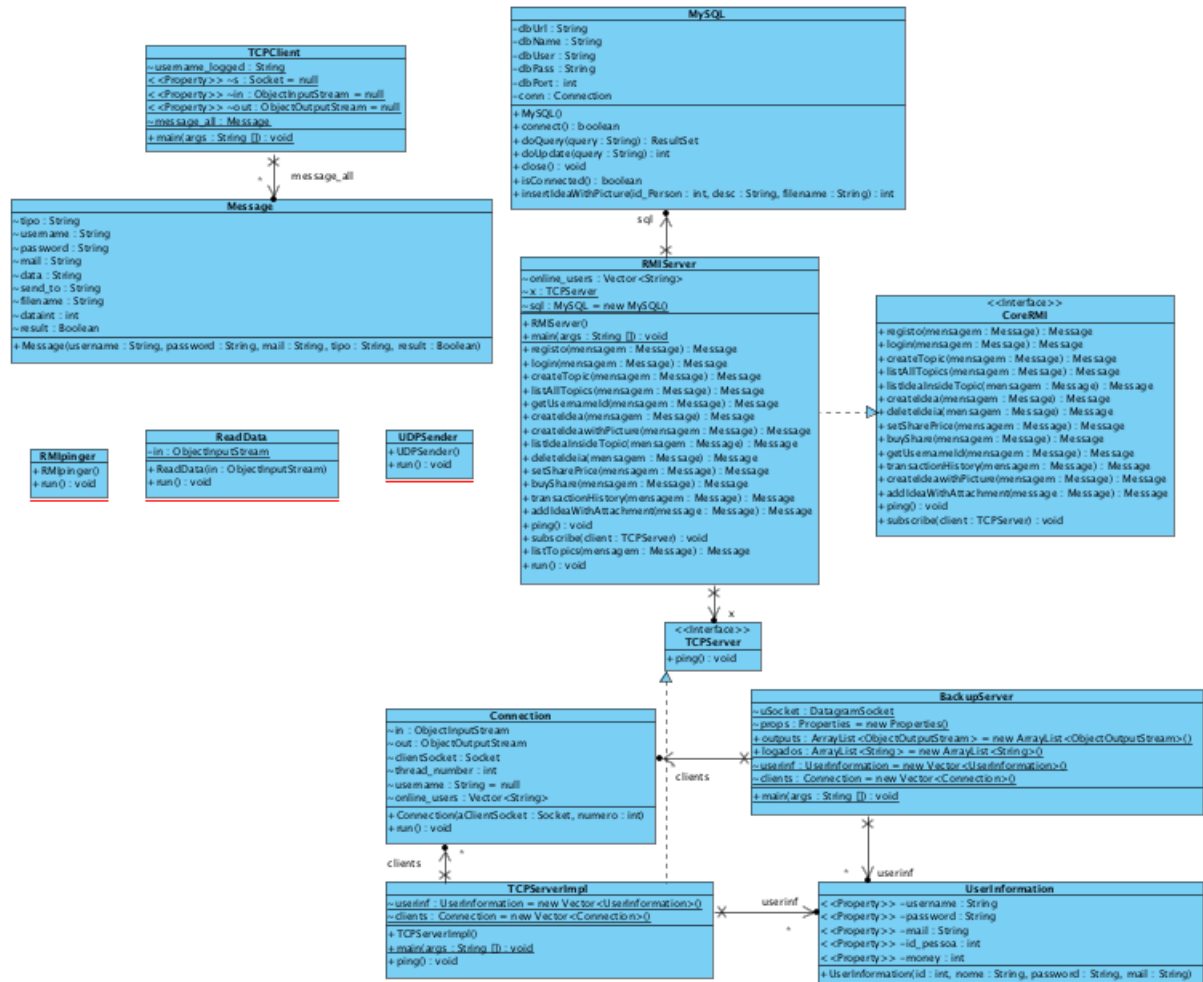 TCPClient
~username_logged : String
<<Property>> ~s : Socket = null
<<Property>> ~in : ObjectInputStream = null
<<Property>> ~out : ObjectOutputStream = null
~message_all : Message
+main(args : String []) : void
* message_all
Message
~tipo : String
~username : String
~password : String
~mail : String
~data : String
~send_to : String
~filename : String
~dataint : int
~result : Boolean
+Message(username : String, password : String, mail : String, tipo : String, result : Boolean)
MySQL
-dbUrl : String
-dbName : String
-dbUser : String
-dbPass : String
-dbPort : int
-conn : Connection
+MySQL()
+connect() : boolean
+doQuery(query : String) : ResultSet
+doUpdate(query : String) : int
+close() : void
+isConnected() : boolean
+insertIdeaWithPicture(id_Person : int, desc : String, filename : String) : int
sql
RMIServer
~online_users : Vector<String>
~x : TCPServer
~sql : MySQL = new MySQL()
+RMIServer()
+main(args : String []) : void
+registo(mensagem : Message) : Message
+login(mensagem : Message) : Message
+createTopic(mensagem : Message) : Message
+listAllTopics(mensagem : Message) : Message
+getUsernameId(mensagem : Message) : Message
+createIdea(mensagem : Message) : Message
+createIdeawithPicture(mensagem : Message) : Message
+listIdeaInsideTopic(mensagem : Message) : Message
+deleteIdeia(mensagem : Message) : Message
+setSharePrice(mensagem : Message) : Message
+buyShare(mensagem : Message) : Message
+transactionHistory(mensagem : Message) : Message
+addIdeaWithAttachment(mensagem : Message) : Message
+ping() : void
+subscribe(client : TCPServer) : void
+listTopics(mensagem : Message) : Message
+run() : void
<<Interface>>
CoreRMI
+registo(mensagem : Message) : Message
+login(mensagem : Message) : Message
+createTopic(mensagem : Message) : Message
+listAllTopics(mensagem : Message) : Message
+listIdeaInsideTopic(mensagem : Message) : Message
+createIdea(mensagem : Message) : Message
+deleteIdeia(mensagem : Message) : Message
+setSharePrice(mensagem : Message) : Message
+buyShare(mensagem : Message) : Message
+getUsernameId(mensagem : Message) : Message
+transactionHistory(mensagem : Message) : Message
+createIdeawithPicture(mensagem : Message) : Message
+addIdeaWithAttachment(mensagem : Message) : Message
+ping() : void
+subscribe(client : TCPServer) : void
RMIpinger
+RMIpinger()
+run() : void
ReadData
-in : ObjectInputStream
+ReadData(in : ObjectInputStream)
+run() : void
UDPSender
+UDPSender()
+run() : void
x
<<Interface>>
TCPServer
+ping() : void
Connection
~in : ObjectInputStream
~out : ObjectOutputStream
~clientSocket : Socket
~thread_number : int
~username : String = null
~online_users : Vector<String>
+Connection(aClientSocket : Socket, numero : int)
+run() : void
clients
BackupServer
~uSocket : DatagramSocket
~props : Properties = new Properties()
+outputs : ArrayList<ObjectOutputStream> = new ArrayList<ObjectOutputStream>()
+logados : ArrayList<String> = new ArrayList<String>()
~userinf : UserInformation = new Vector<UserInformation>()
~clients : Connection = new Vector<Connection>()
+main(args : String []) : void
clients *
* userinf
TCPServerImpl
~userinf : UserInformation = new Vector<UserInformation>()
~clients : Connection = new Vector<Connection>()
+TCPServerImpl()
+main(args : String []) : void
+ping() : void
userinf
*
UserInformation
<<Property>> -username : String
<<Property>> -password : String
<<Property>> -mail : String
<<Property>> -id_pessoa : int
<<Property>> -money : int
+UserInformation(id : int, nome : String, password : String, mail : String)